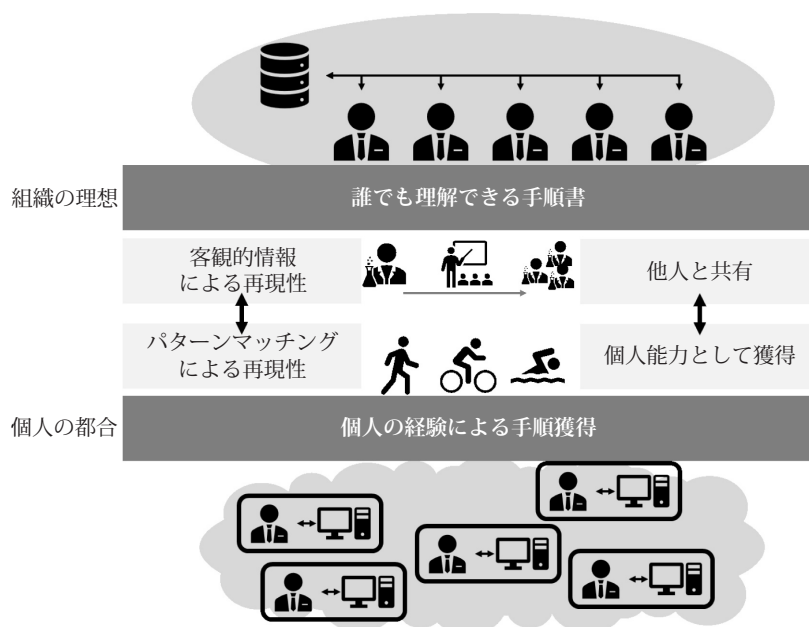 組織の理想
誰でも理解できる手順書
客観的情報
による再現性
他人と共有
パターンマッチング
による再現性
個人能力として獲得
個人の都合
個人の経験による手順獲得